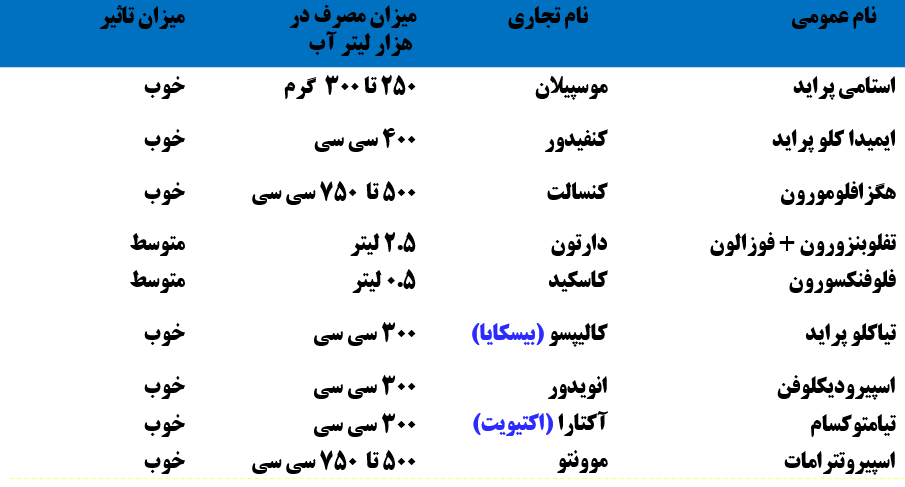 نام عمومی نام تجاری میزان مصرف در هزار لیتر آب میزان تاثیر
استامی پراید موسپیلان ۲۵۰ تا ۳۰۰ گرم خوب
ایمیدا کلو پراید کنفیدور ۴۰۰ سی سی خوب
هگزافلومورون کنسالت ۵۰۰ تا ۷۵۰ سی سی خوب
تفلوبنزورون + فوزالون دارتون ۲.۵ لیتر متوسط
فلوفنکسورون کاسکید ۰.۵ لیتر متوسط
تیاکلو پراید کالیپسو (بیسکایا) ۳۰۰ سی سی خوب
اسپیرودیکلوفن انویدور ۳۰۰ سی سی خوب
تیامتوکسام آکتارا (اکتیویت) ۳۰۰ سی سی خوب
اسپیروتترامات موونتو ۵۰۰ تا ۷۵۰ سی سی خوب